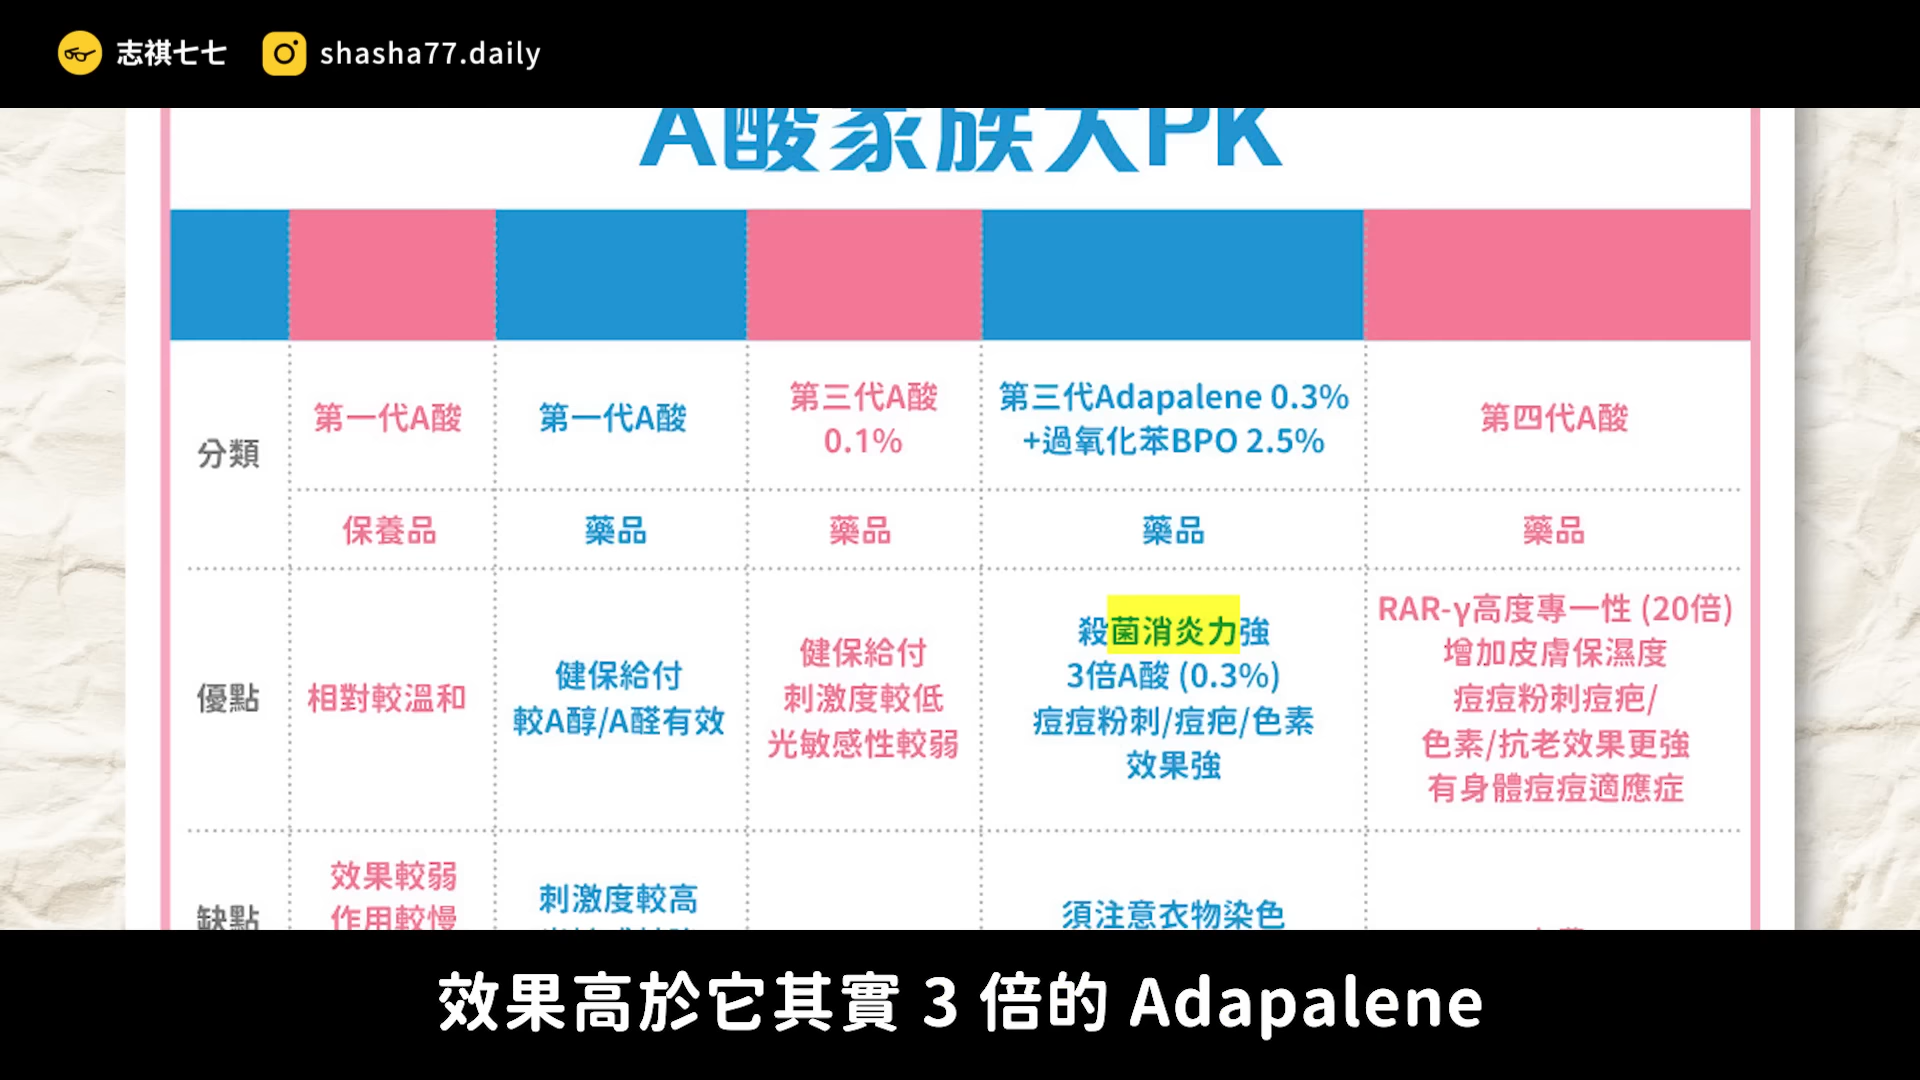 志祺七七 shasha77.daily
A酸家族大PK
分類
第一代A酸
第一代A酸
第三代A酸
0.1%
第三代Adapalene 0.3%
+過氧化苯BPO 2.5%
第四代A酸
保養品
藥品
藥品
藥品
藥品
優點
相對較溫和
健保給付
較A醇/A醛有效
健保給付
刺激度較低
光敏感性較弱
殺菌消炎力強
3倍A酸 (0.3%)
痘痘粉刺/痘疤/色素
效果強
RAR-γ高度專一性 (20倍)
增加皮膚保濕度
痘痘粉刺痘疤/
色素/抗老效果更強
有身體痘痘適應症
缺點
效果較弱
作用較慢
刺激度較高
須注意衣物染色
效果高於它其實 3 倍的 Adapalene